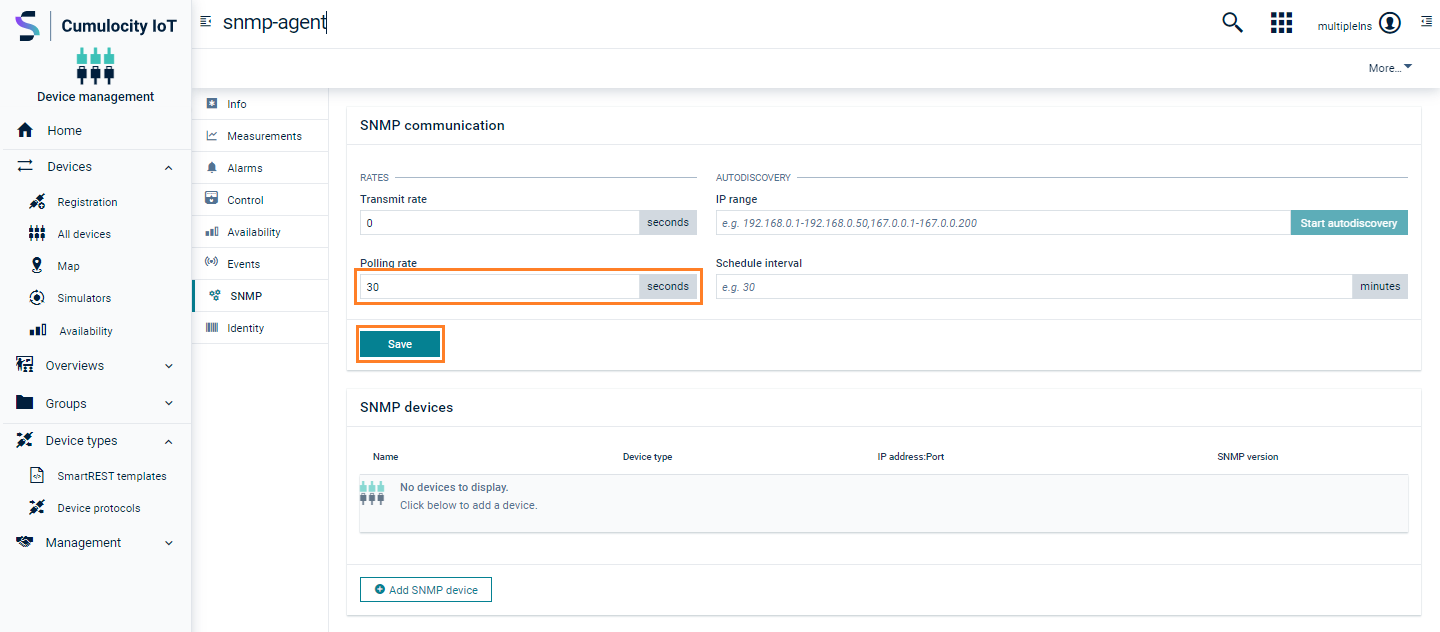 Cumulocity IoT
Device management
Home
Devices
Registration
All devices
Map
Simulators
Availability
Overviews
Groups
Device types
SmartREST templates
Device protocols
Management
snmp-agent
multipleIns
More...
Info
Measurements
Alarms
Control
Availability
Events
SNMP
Identity
SNMP communication
RATES
Transmit rate
0 seconds
Polling rate
30 seconds
AUTODISCOVERY
IP range
e.g. 192.168.0.1-192.168.0.50,167.0.0.1-167.0.0.200 Start autodiscovery
Schedule interval
e.g. 30 minutes
Save
SNMP devices
Name Device type IP address:Port SNMP version
No devices to display.
Click below to add a device.
Add SNMP device